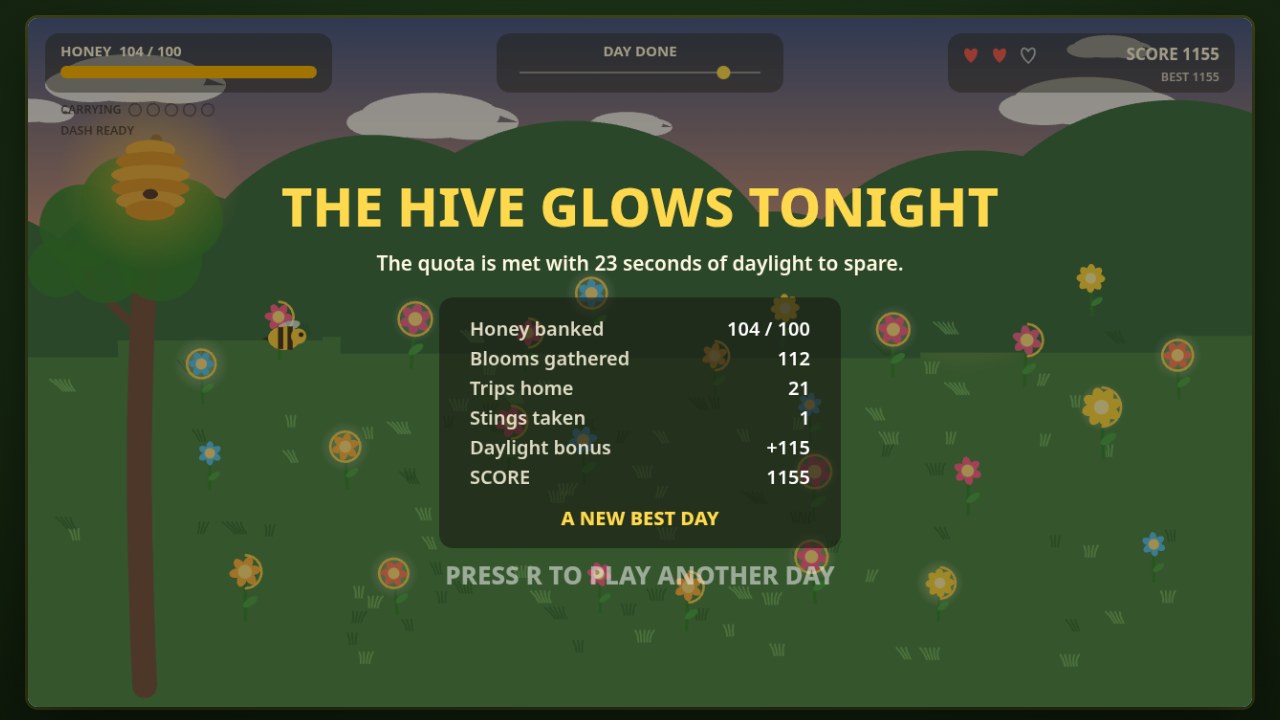 HONEY 104 / 100
DAY DONE
SCORE 1155
BEST 1155
CARRYING
DASH READY
THE HIVE GLOWS TONIGHT
The quota is met with 23 seconds of daylight to spare.
Honey banked 104 / 100
Blooms gathered 112
Trips home 21
Stings taken 1
Daylight bonus +115
SCORE 1155
A NEW BEST DAY
PRESS R TO PLAY ANOTHER DAY